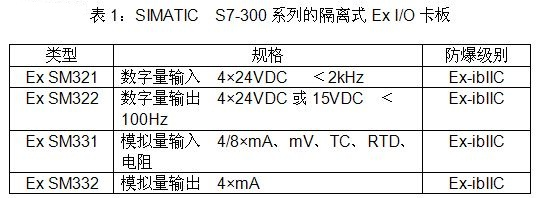 表 1：SIMATIC S7-300 系列的隔离式 Ex I/O 卡板
类型 规格 防爆级别
Ex SM321 数字量输入 4×24VDC ＜2kHz Ex-ibIIC
Ex SM322 数字量输出 4×24VDC 或 15VDC ＜ Ex-ibIIC
100Hz
Ex SM331 模拟量输入 4/8×mA、mV、TC、RTD、 Ex-ibIIC
电阻
Ex SM332 模拟量输出 4×mA Ex-ibIIC